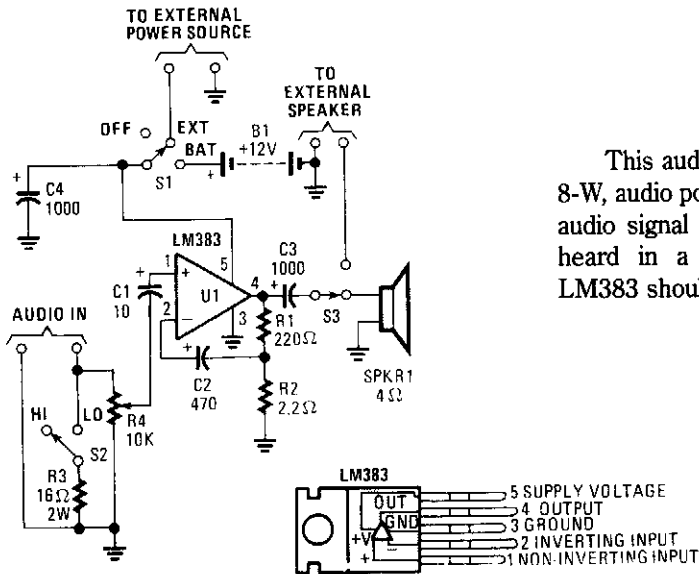 TO EXTERNAL
POWER SOURCE
TO
EXTERNAL
SPEAKER
OFF
EXT
BAT
S1
B1
+12V
+
+
C4
1000
LM383
C3
1000
+
C1
10
+
1
+
5
4
U1
2
−
3
S3
R1
220Ω
+
C2
470
R2
2.2Ω
SPKR1
4Ω
AUDIO IN
HI
LO
R4
10K
S2
R3
16Ω
2W
This aud
8-W, audio po
audio signal
heard in a
LM383 shoul
LM383
OUT
GND
+V
−
+
5 SUPPLY VOLTAGE
4 OUTPUT
3 GROUND
2 INVERTING INPUT
1 NON-INVERTING INPUT